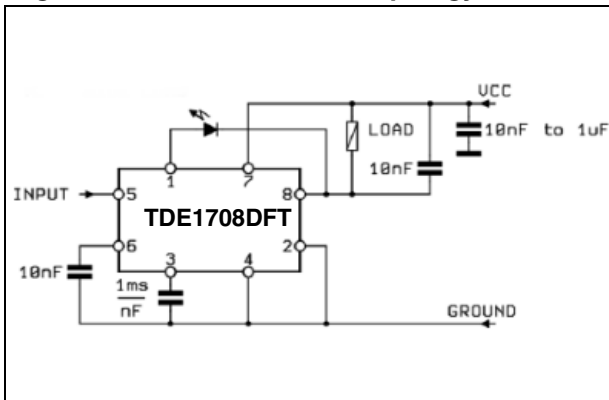 VCC
LOAD
10nF to 1uF
10nF
1
7
INPUT
5
TDE1708DFT
8
6
2
10nF
3
4
1ms
nF
GROUND